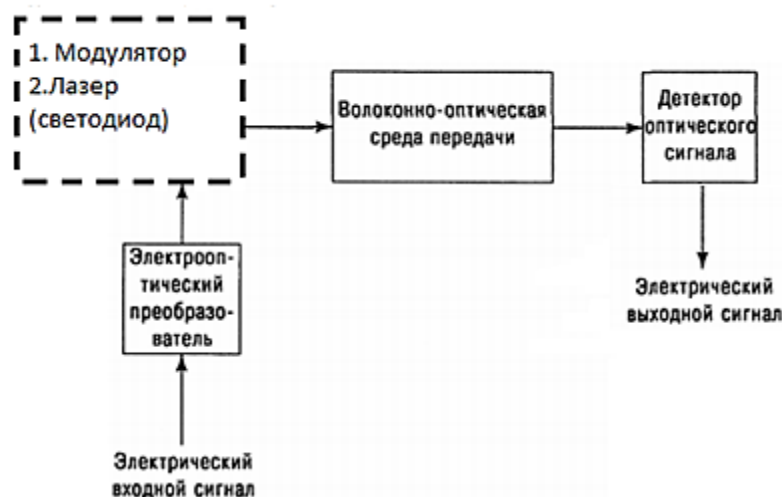 1. Модулятор
2.Лазер
(светодиод)
Волоконно-оптическая
среда передачи
Детектор
оптического
сигнала
Электрооп-
тический
преобразо-
ватель
Электрический
выходной сигнал
Электрический
входной сигнал